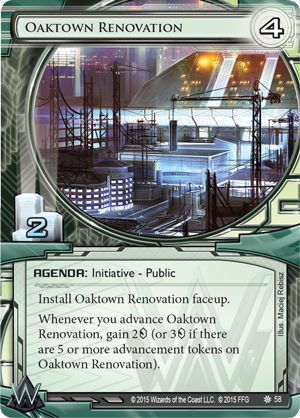 Oaktown Renovation
4
2
AGENDA: Initiative - Public
Install Oaktown Renovation faceup.
Whenever you advance Oaktown
Renovation, gain 2 (or 3 if there
are 5 or more advancement tokens on
Oaktown Renovation).
Illus. Maciej Rebisz
© 2015 Wizards of the Coast LLC. © 2015 FFG 58